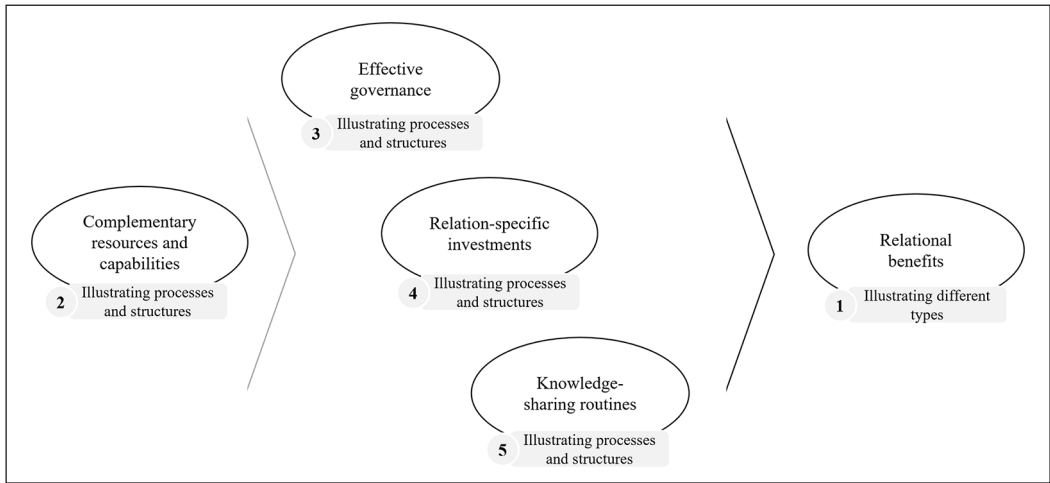 Effective
governance
3
Illustrating processes
and structures
Complementary
resources and
capabilities
2
Illustrating processes
and structures
Relation-specific
investments
4
Illustrating processes
and structures
Knowledge-
sharing routines
5
Illustrating processes
and structures
Relational
benefits
1
Illustrating different
types